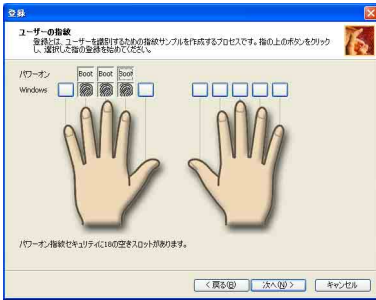 登録
ユーザーの指紋
登録とは、ユーザーを識別するための指紋サンプルを作成するプロセスです。指の上のボタンをクリック
し、選択した指の登録を始めてください。
パワーオン Boot Boot Boot
Windows
パワーオン指紋セキュリティに18の空きスロットがあります。
< 戻る(B) 次へ(N) > キャンセル